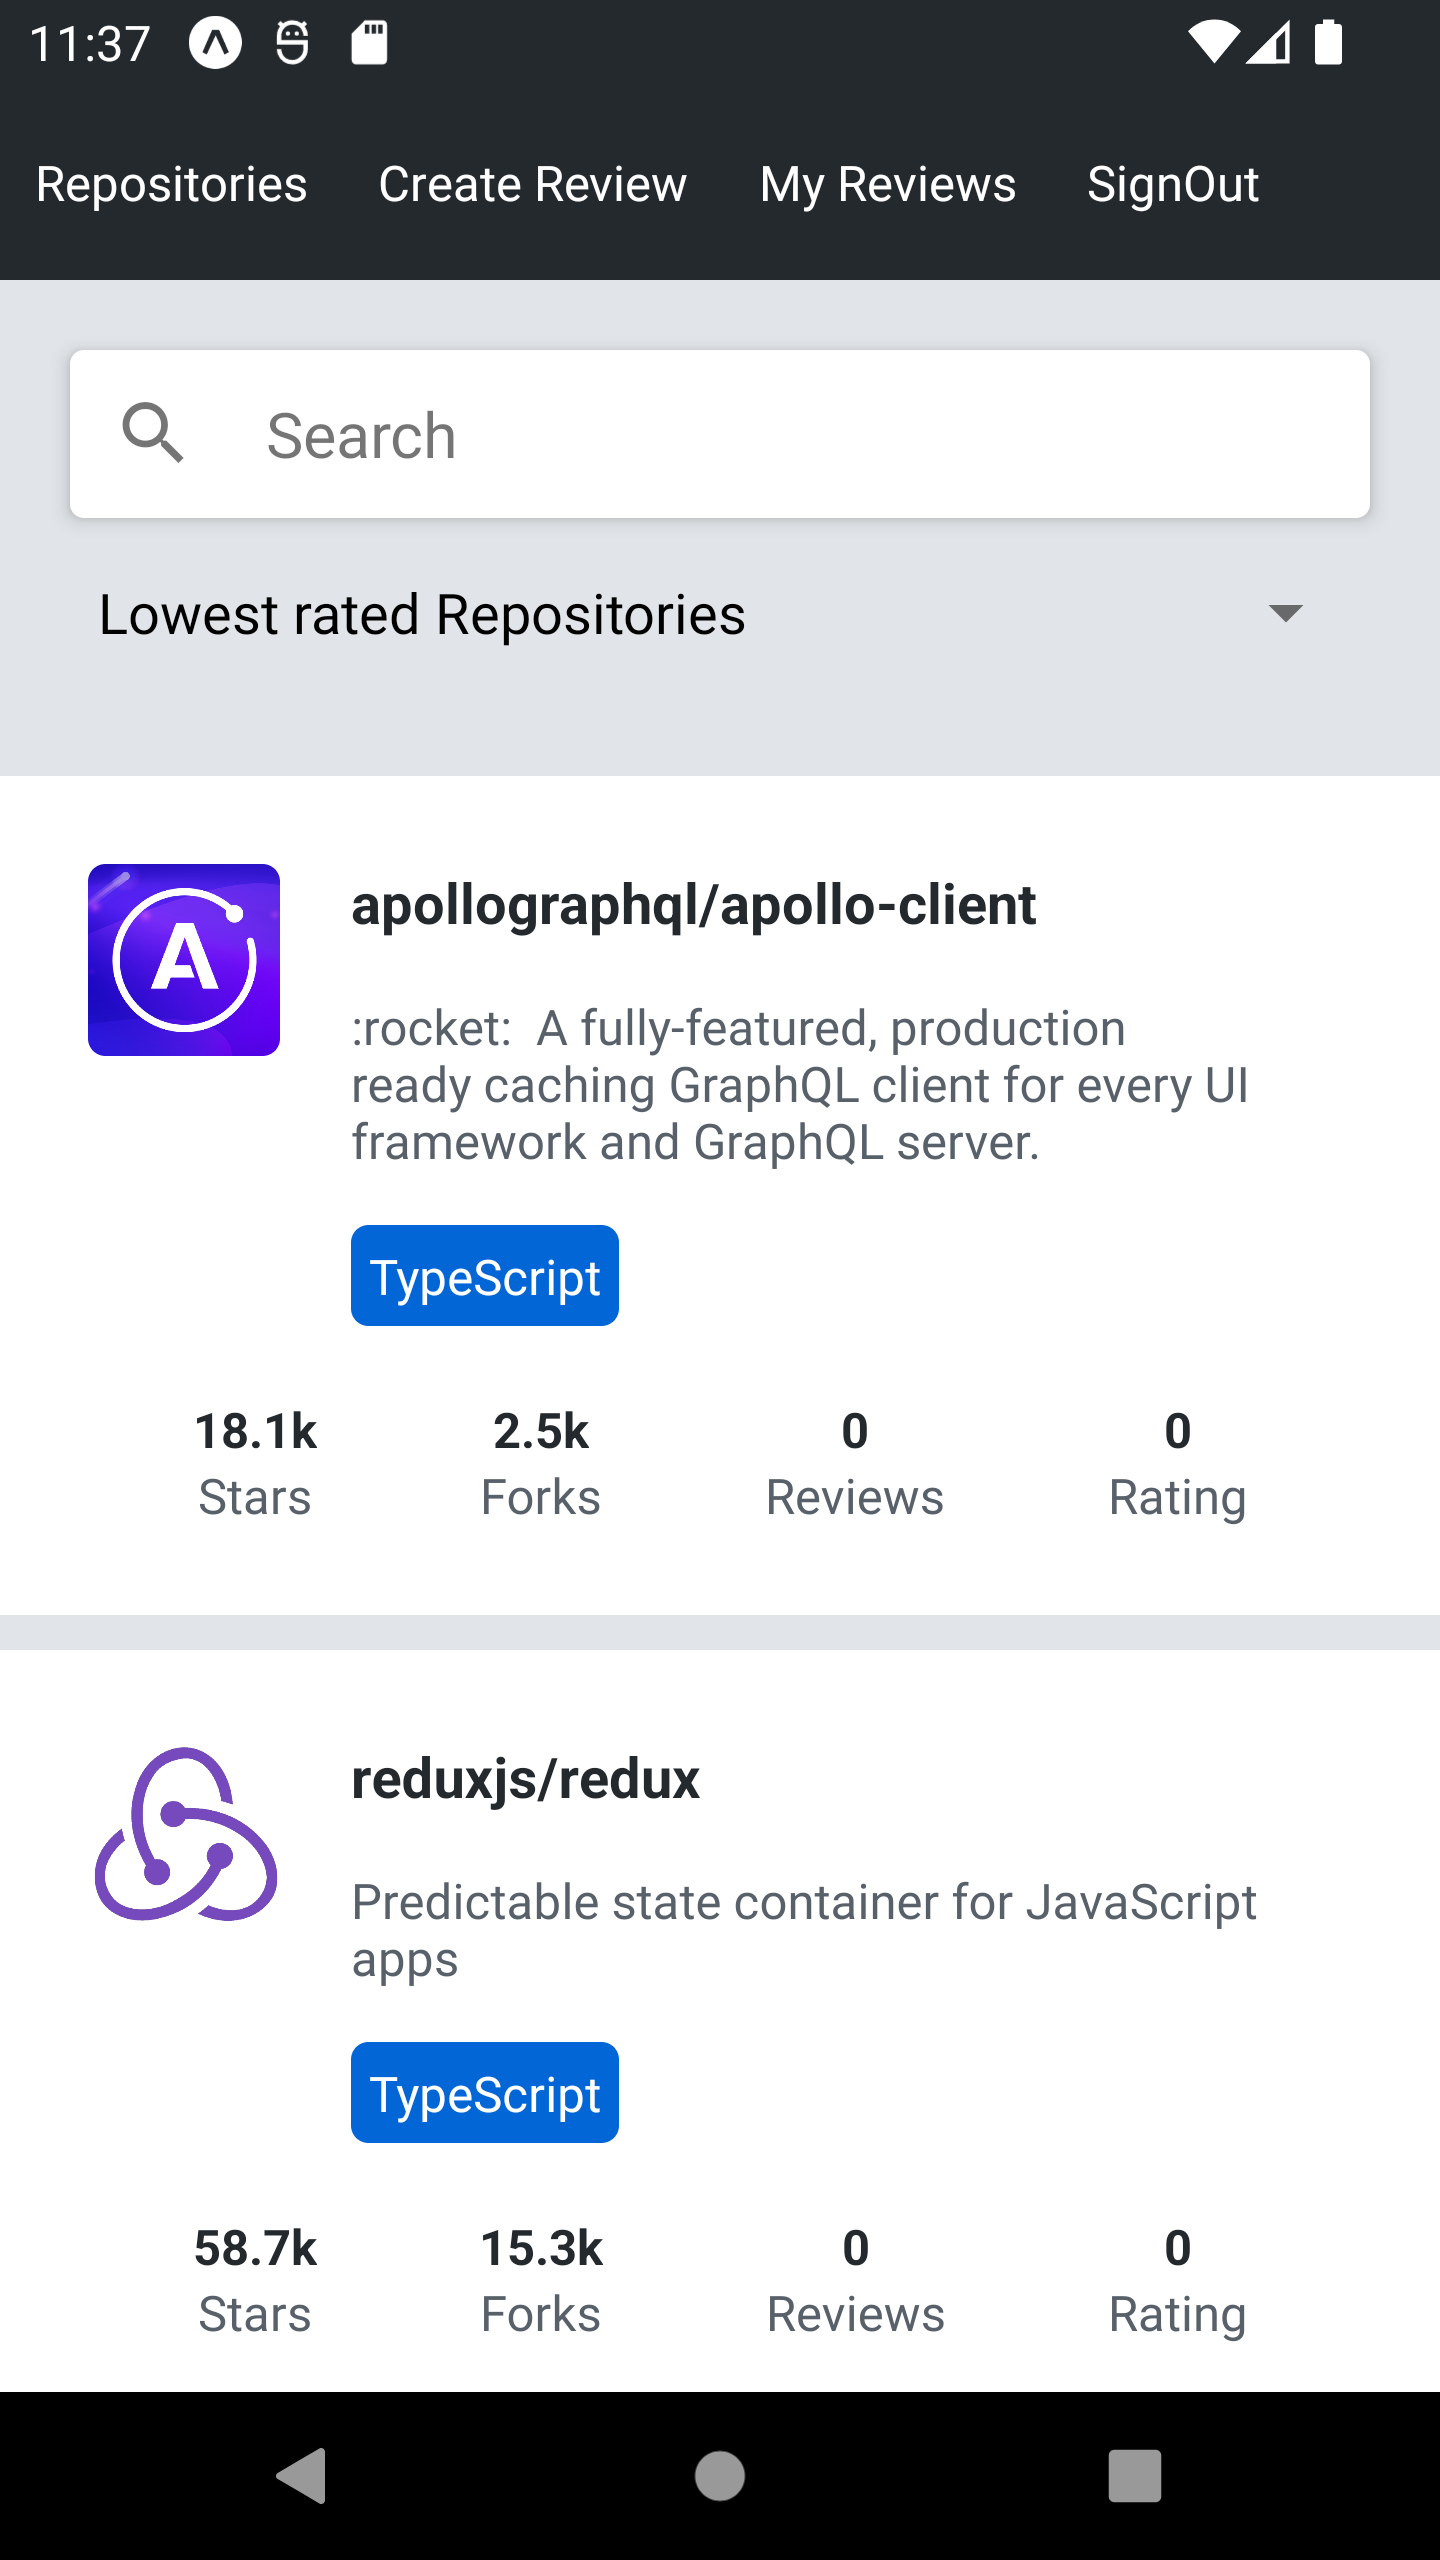 11:37
Repositories Create Review My Reviews SignOut
Search
Lowest rated Repositories
A
apollographql/apollo-client
:rocket:  A fully-featured, production
ready caching GraphQL client for every UI
framework and GraphQL server.
TypeScript
18.1k 2.5k 0 0
Stars Forks Reviews Rating
reduxjs/redux
Predictable state container for JavaScript
apps
TypeScript
58.7k 15.3k 0 0
Stars Forks Reviews Rating